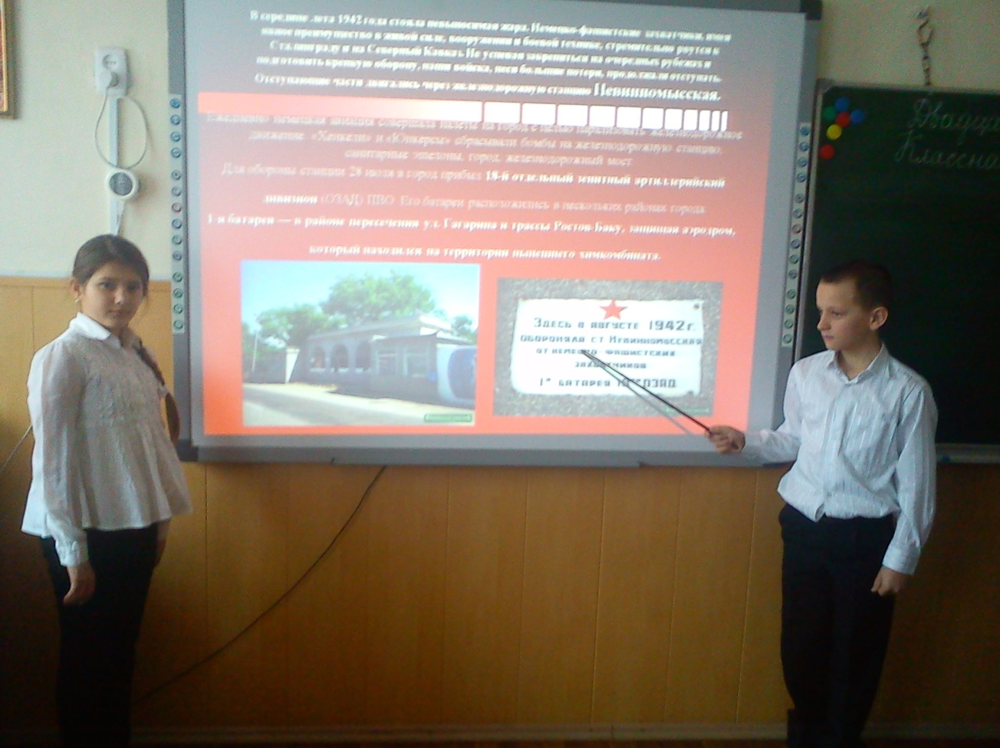 В середине лета 1942 года стояла невыносимая жара. Немецко-фашистские захватчики, имея
явное преимущество в живой силе, вооружении и боевой технике, стремительно рвутся к
Сталинграду и на Северный Кавказ. Не успевая закрепиться на очередных рубежах и
подготовить крепкую оборону, наши войска, неся большие потери, продолжали отступать.
Отступающие части двигались через железнодорожную станцию Невинномысская.
Ежедневно немецкая авиация совершала налеты на город с целью парализовать железнодорожное
движение. «Хенкели» и «Юнкерсы» сбрасывали бомбы на железнодорожную станцию,
санитарные эшелоны, город, железнодорожный мост.
Для обороны станции 28 июля в город прибыл 18-й отдельный зенитный артиллерийский
дивизион (ОЗАД) ПВО. Его батареи расположились в нескольких районах города.
1-я батарея — в районе пересечения ул. Гагарина и трассы Ростов-Баку, защищая аэродром,
который находился на территории нынешнего химкомбината.
Здесь в августе 1942 г.
обороняла ст. Невинномысская
от немецко фашистских
захватчиков
1я батарея ОЗАД
Двадцат
Классна